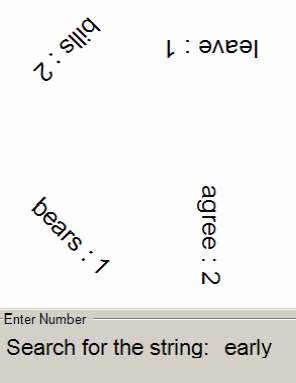 bills : 2
leave : 1
bears : 1
agree : 2
Enter Number
Search for the string: early